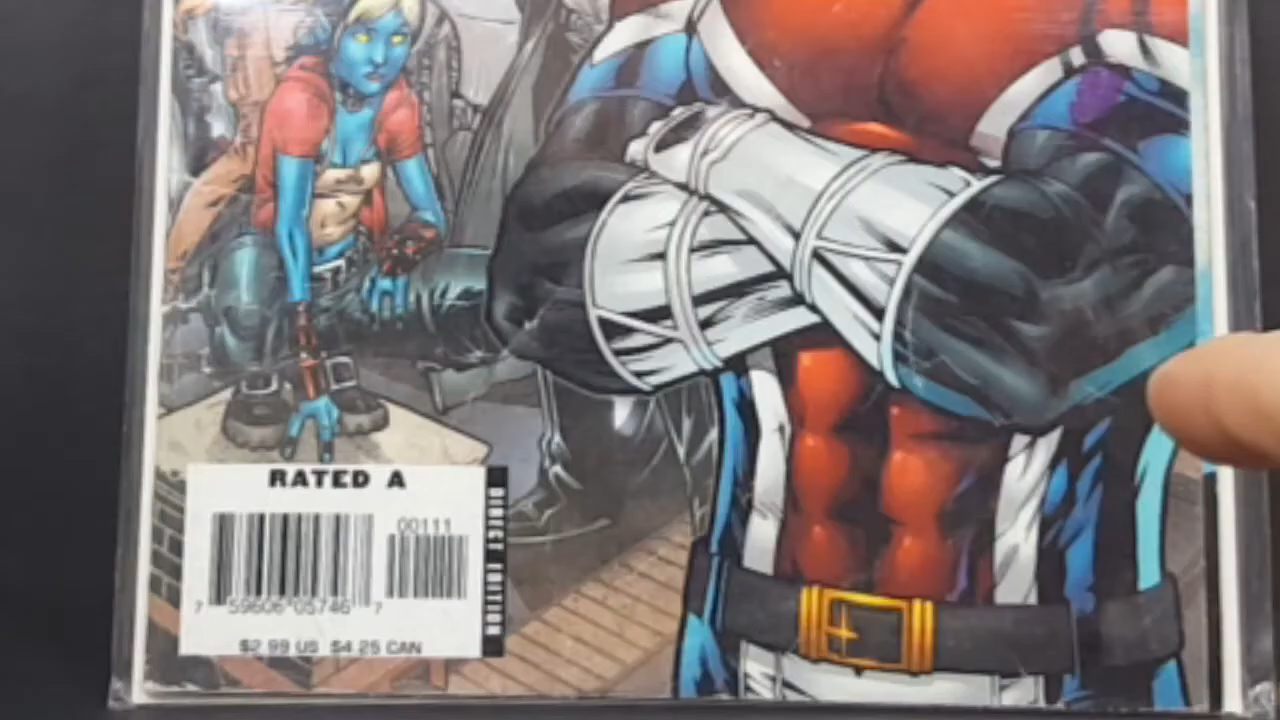 RATED A
00111
DIRECT EDITION
7 59606 05746 7
$2.99 US $4.25 CAN